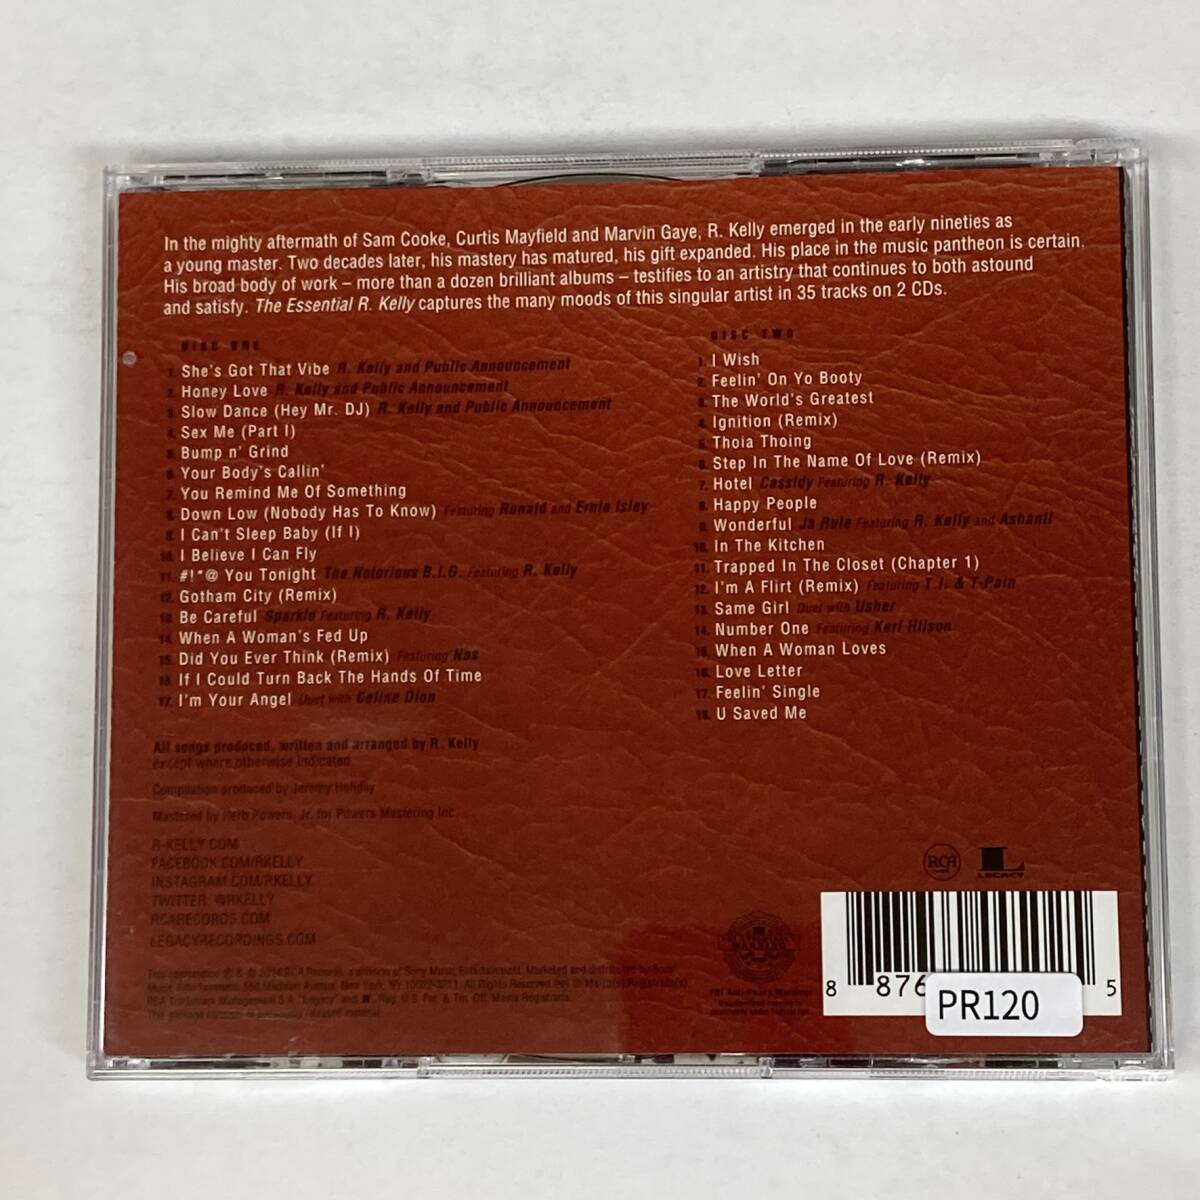 In the mighty aftermath of Sam Cooke, Curtis Mayfield and Marvin Gaye, R. Kelly emerged in the early nineties as
a young master. Two decades later, his mastery has matured, his gift expanded. His place in the music pantheon is certain.
His broad body of work – more than a dozen brilliant albums – testifies to an artistry that continues to both astound
and satisfy. The Essential R. Kelly captures the many moods of this singular artist in 35 tracks on 2 CDs.
DISC ONE
1. She's Got That Vibe R. Kelly and Public Announcement
2. Honey Love R. Kelly and Public Announcement
3. Slow Dance (Hey Mr. DJ) R. Kelly and Public Announcement
4. Sex Me (Part I)
5. Bump n' Grind
6. Your Body's Callin'
7. You Remind Me Of Something
8. Down Low (Nobody Has To Know) Featuring Ronald and Ernie Isley
9. I Can't Sleep Baby (If I)
10. I Believe I Can Fly
11. #!*@ You Tonight The Notorious B.I.G. Featuring R. Kelly
12. Gotham City (Remix)
13. Be Careful Sparkle Featuring R. Kelly
14. When A Woman's Fed Up
15. Did You Ever Think (Remix) Featuring Nas
16. If I Could Turn Back The Hands Of Time
17. I'm Your Angel Duet with Celine Dion
DISC TWO
1. I Wish
2. Feelin' On Yo Booty
3. The World's Greatest
4. Ignition (Remix)
5. Thoia Thoing
6. Step In The Name Of Love (Remix)
7. Hotel Cassidy Featuring R. Kelly
8. Happy People
9. Wonderful Ja Rule Featuring R. Kelly and Ashanti
10. In The Kitchen
11. Trapped In The Closet (Chapter 1)
12. I'm A Flirt (Remix) Featuring T.I. & T-Pain
13. Same Girl Duet with Usher
14. Number One Featuring Keri Hilson
15. When A Woman Loves
16. Love Letter
17. Feelin' Single
18. U Saved Me
All songs produced, written and arranged by R. Kelly
except where otherwise indicated
Compilation produced by Jeremy Holiday
Mastered by Herb Powers, Jr. for Powers Mastering Inc.
R-KELLY.COM
FACEBOOK.COM/RKELLY
INSTAGRAM.COM/RKELLY
TWITTER: @RKELLY
RCARECORDS.COM
LEGACYRECORDINGS.COM
RCA
L
LEGACY
8 876 5
PR120